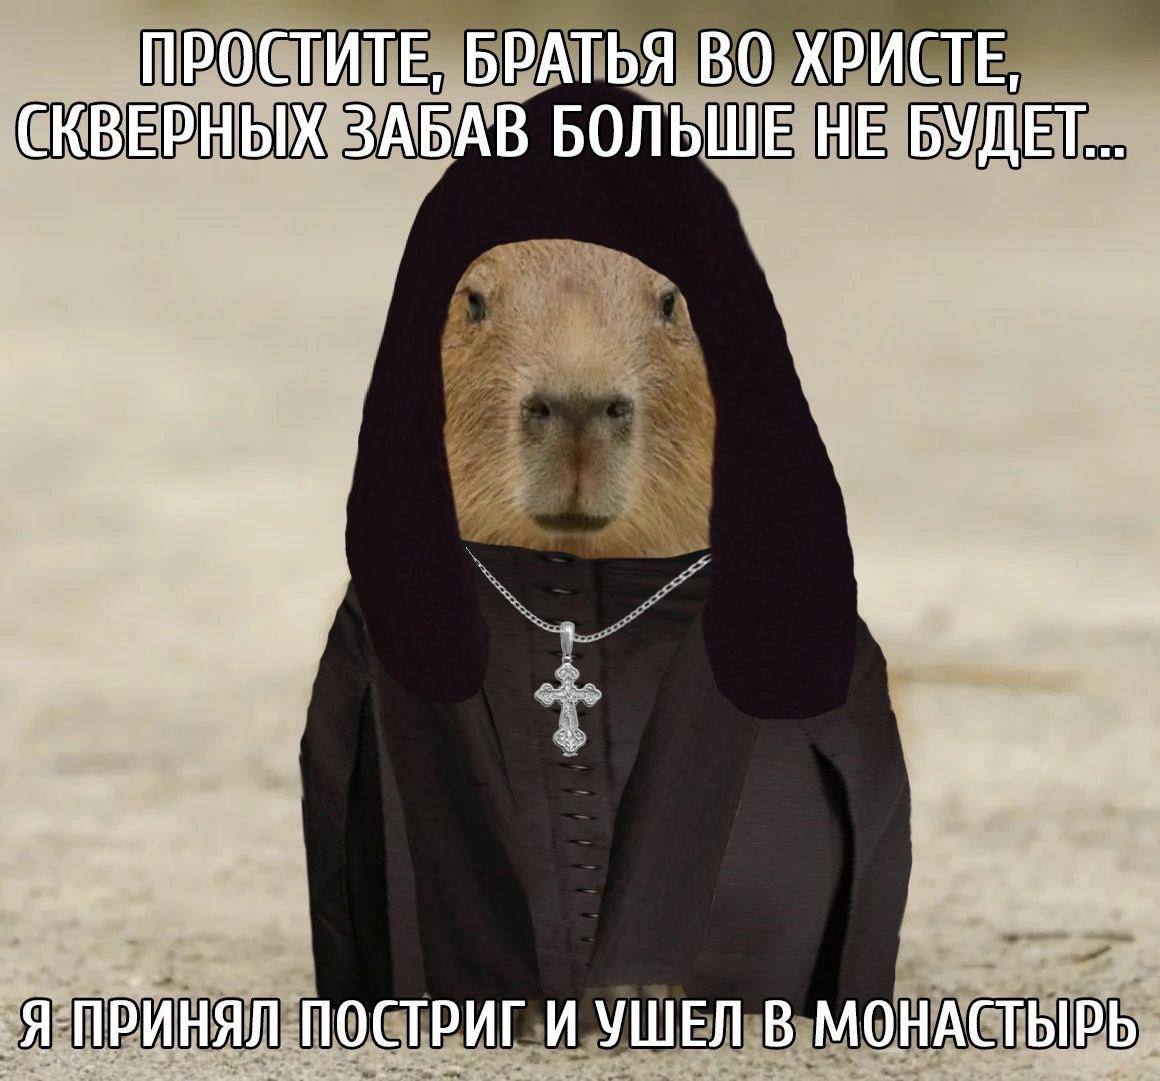 ПРОСТИТЕ, БРАТЬЯ ВО ХРИСТЕ,
СКВЕРНЫХ ЗАБАВ БОЛЬШЕ НЕ БУДЕТ...
Я ПРИНЯЛ ПОСТРИГ И УШЕЛ В МОНАСТЫРЬ